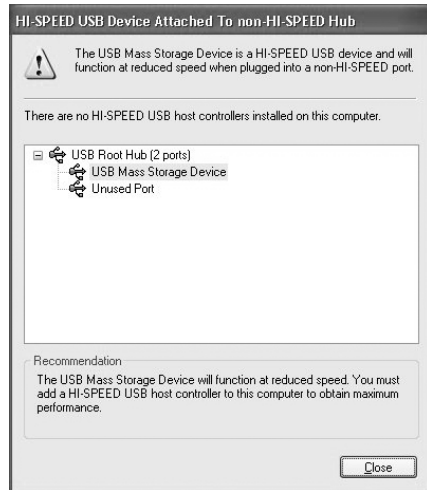 HI-SPEED USB Device Attached To non-HI-SPEED Hub
The USB Mass Storage Device is a HI-SPEED USB device and will
function at reduced speed when plugged into a non-HI-SPEED port.
There are no HI-SPEED USB host controllers installed on this computer.
USB Root Hub (2 ports)
USB Mass Storage Device
Unused Port
Recommendation
The USB Mass Storage Device will function at reduced speed. You must
add a HI-SPEED USB host controller to this computer to obtain maximum
performance.
Close